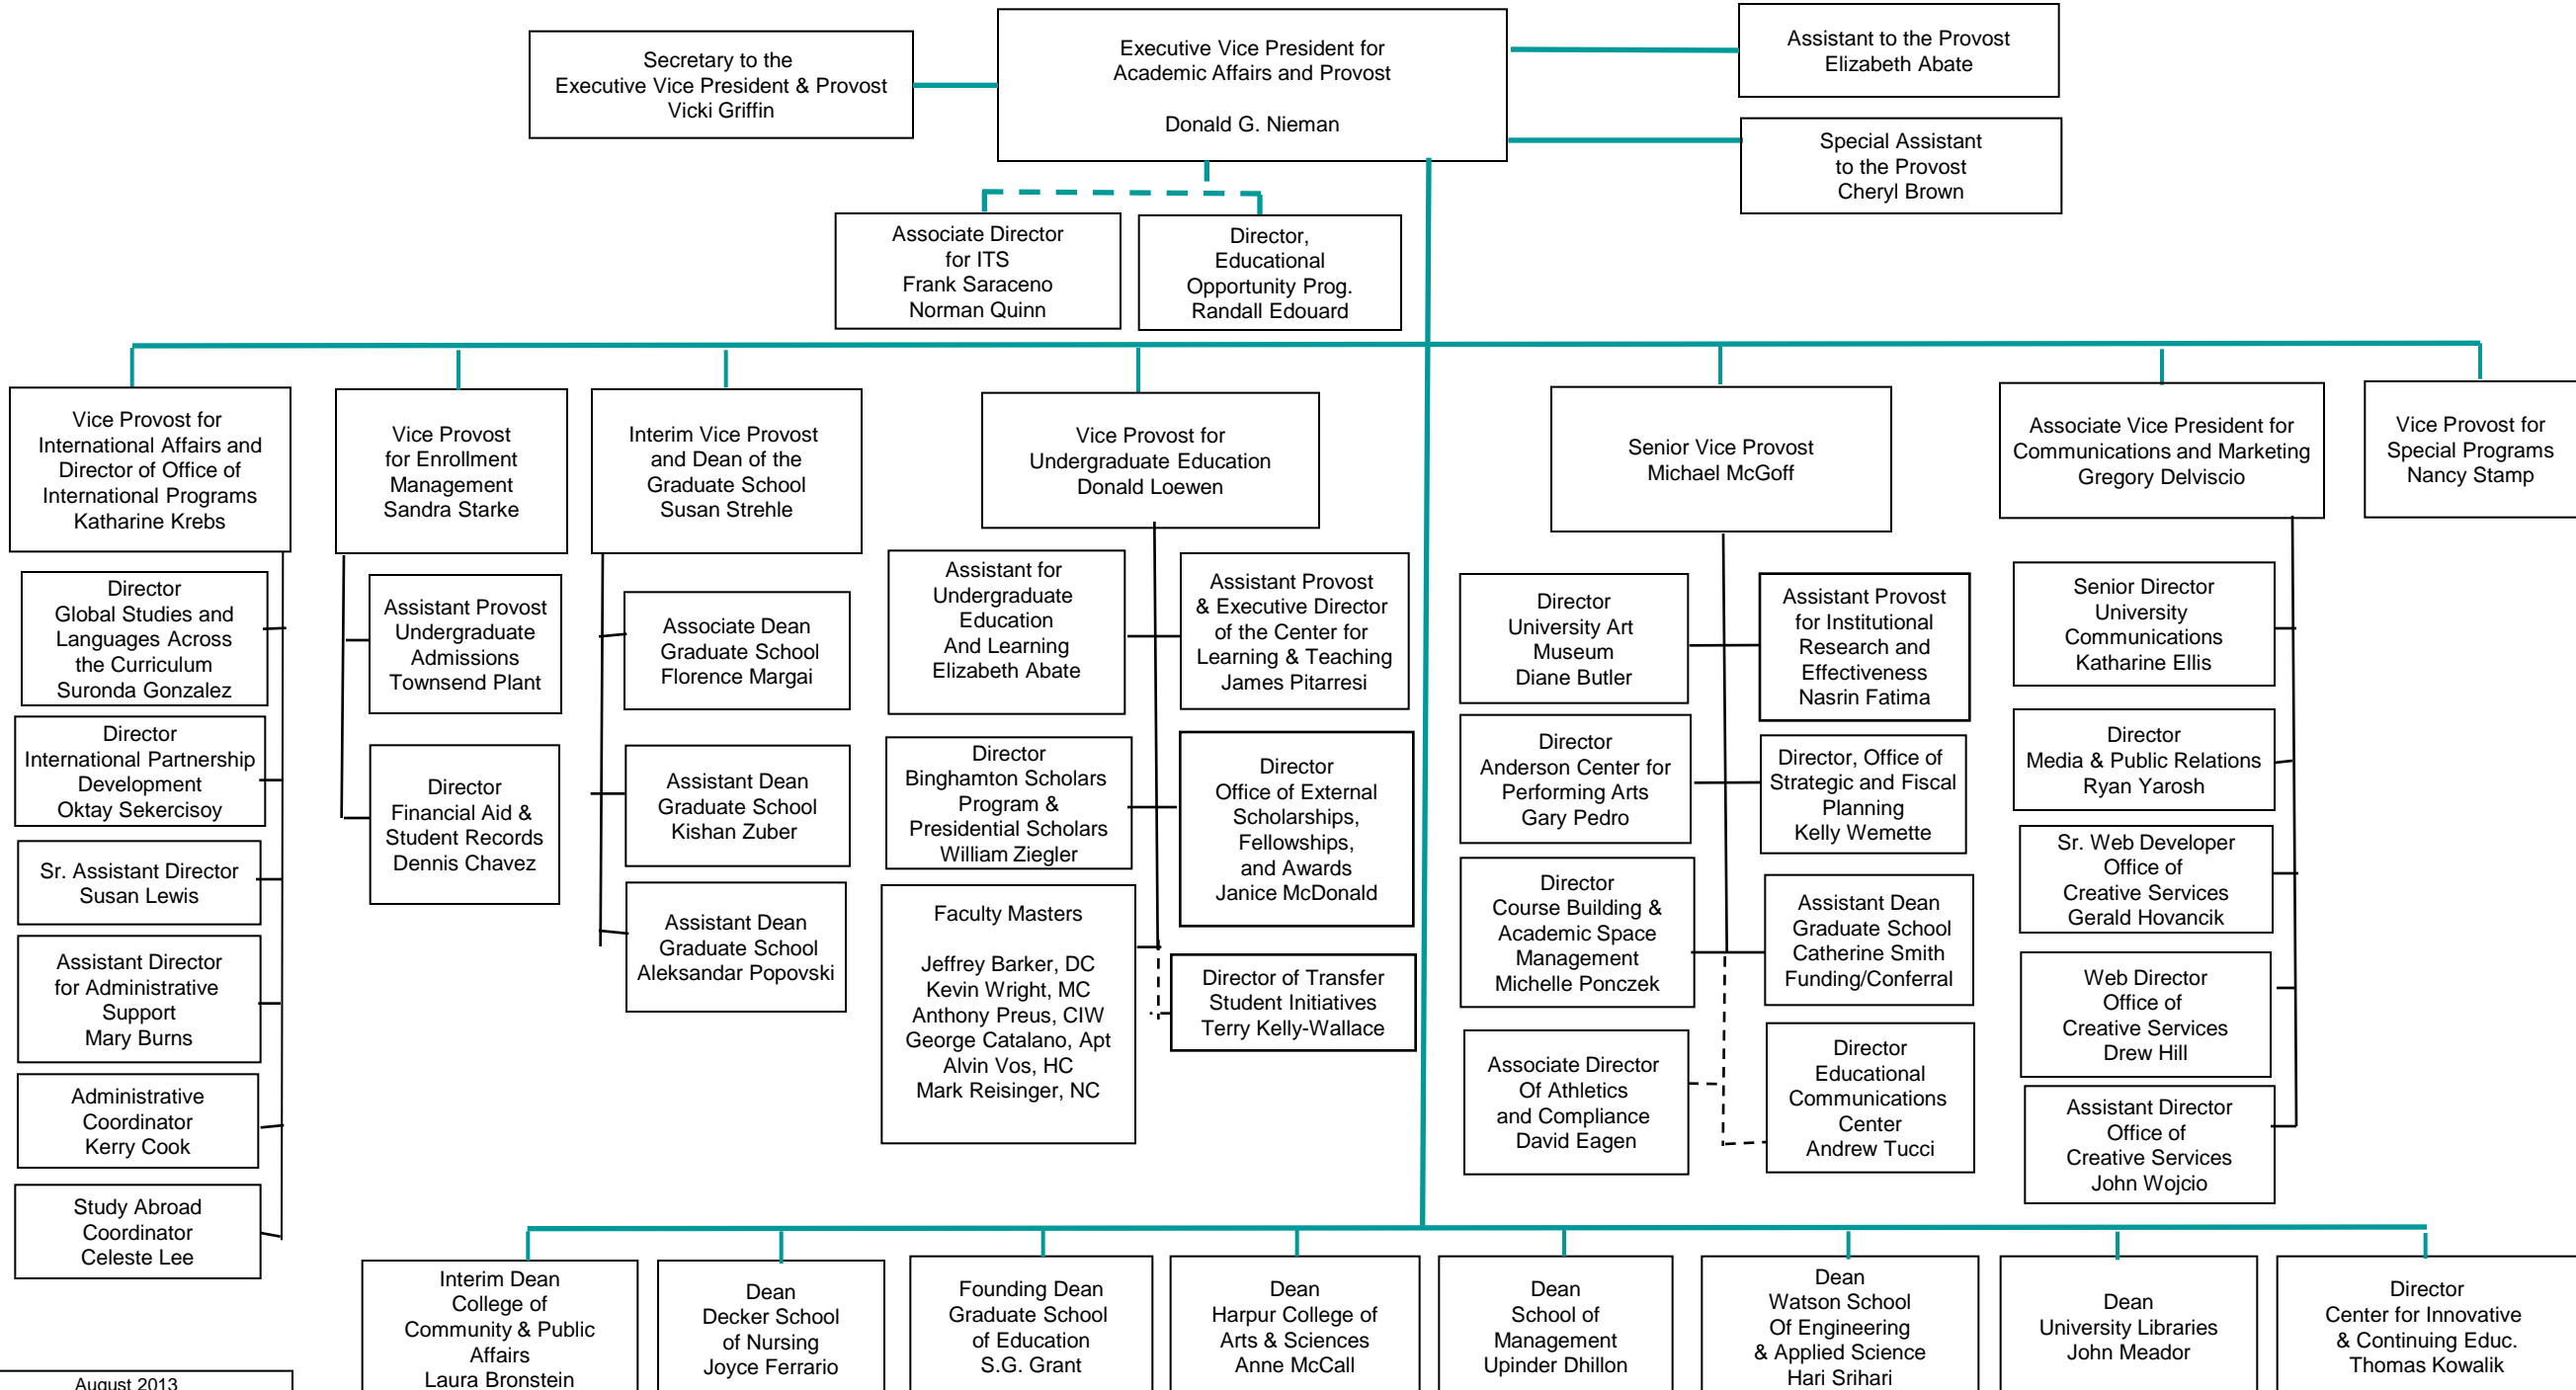 Secretary to the
Executive Vice President & Provost
Vicki Griffin
Executive Vice President for
Academic Affairs and Provost
Donald G. Nieman
Assistant to the Provost
Elizabeth Abate
Special Assistant
to the Provost
Cheryl Brown
Associate Director
for ITS
Frank Saraceno
Norman Quinn
Director,
Educational
Opportunity Prog.
Randall Edouard
Vice Provost for
International Affairs and
Director of Office of
International Programs
Katharine Krebs
Vice Provost
for Enrollment
Management
Sandra Starke
Interim Vice Provost
and Dean of the
Graduate School
Susan Strehle
Vice Provost for
Undergraduate Education
Donald Loewen
Senior Vice Provost
Michael McGoff
Associate Vice President for
Communications and Marketing
Gregory Delviscio
Vice Provost for
Special Programs
Nancy Stamp
Director
Global Studies and
Languages Across
the Curriculum
Suronda Gonzalez
Director
International Partnership
Development
Oktay Sekercisoy
Sr. Assistant Director
Susan Lewis
Assistant Director
for Administrative
Support
Mary Burns
Administrative
Coordinator
Kerry Cook
Study Abroad
Coordinator
Celeste Lee
Assistant Provost
Undergraduate
Admissions
Townsend Plant
Director
Financial Aid &
Student Records
Dennis Chavez
Associate Dean
Graduate School
Florence Margai
Assistant Dean
Graduate School
Kishan Zuber
Assistant Dean
Graduate School
Aleksandar Popovski
Assistant for
Undergraduate
Education
And Learning
Elizabeth Abate
Assistant Provost
& Executive Director
of the Center for
Learning & Teaching
James Pitarresi
Director
Binghamton Scholars
Program &
Presidential Scholars
William Ziegler
Director
Office of External
Scholarships,
Fellowships,
and Awards
Janice McDonald
Faculty Masters
Jeffrey Barker, DC
Kevin Wright, MC
Anthony Preus, CIW
George Catalano, Apt
Alvin Vos, HC
Mark Reisinger, NC
Director of Transfer
Student Initiatives
Terry Kelly-Wallace
Director
University Art
Museum
Diane Butler
Assistant Provost
for Institutional
Research and
Effectiveness
Nasrin Fatima
Director
Anderson Center for
Performing Arts
Gary Pedro
Director, Office of
Strategic and Fiscal
Planning
Kelly Wemette
Director
Course Building &
Academic Space
Management
Michelle Ponczek
Assistant Dean
Graduate School
Catherine Smith
Funding/Conferral
Associate Director
Of Athletics
and Compliance
David Eagen
Director
Educational
Communications
Center
Andrew Tucci
Senior Director
University
Communications
Katharine Ellis
Director
Media & Public Relations
Ryan Yarosh
Sr. Web Developer
Office of
Creative Services
Gerald Hovancik
Web Director
Office of
Creative Services
Drew Hill
Assistant Director
Office of
Creative Services
John Wojcio
Interim Dean
College of
Community & Public
Affairs
Laura Bronstein
Dean
Decker School
of Nursing
Joyce Ferrario
Founding Dean
Graduate School
of Education
S.G. Grant
Dean
Harpur College of
Arts & Sciences
Anne McCall
Dean
School of
Management
Upinder Dhillon
Dean
Watson School
Of Engineering
& Applied Science
Hari Srihari
Dean
University Libraries
John Meador
Director
Center for Innovative
& Continuing Educ.
Thomas Kowalik
August 2013